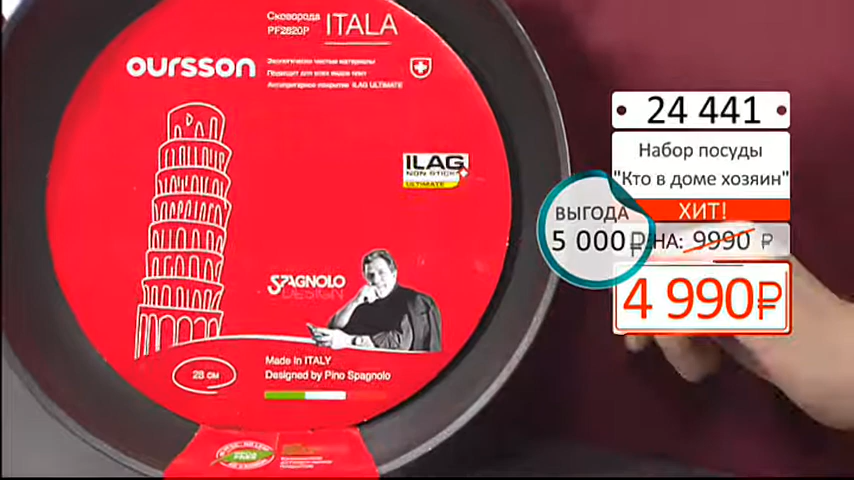 Сковорода
PF2820P
ITALA
oursson
Экологически чистые материалы
Подходит для всех видов плит
Антипригарное покрытие ILAG ULTIMATE
ILAG
NON STICK
ULTIMATE
SPAGNOLO
DESIGN
Made in ITALY
Designed by Pino Spagnolo
28 см
24 441
Набор посуды
"Кто в доме хозяин"
ХИТ!
ЦЕНА: 9990 ₽
ВЫГОДА
5 000₽
4 990₽